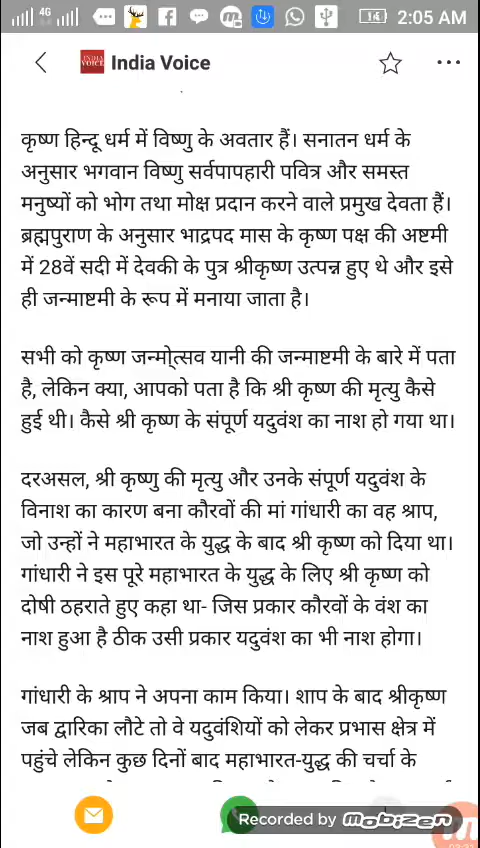 4G
14
2:05 AM
INDIA VOICE
India Voice
कृष्ण हिन्दू धर्म में विष्णु के अवतार हैं। सनातन धर्म के
अनुसार भगवान विष्णु सर्वपापहारी पवित्र और समस्त
मनुष्यों को भोग तथा मोक्ष प्रदान करने वाले प्रमुख देवता हैं।
ब्रह्मपुराण के अनुसार भाद्रपद मास के कृष्ण पक्ष की अष्टमी
में 28वें सदी में देवकी के पुत्र श्रीकृष्ण उत्पन्न हुए थे और इसे
ही जन्माष्टमी के रूप में मनाया जाता है।
सभी को कृष्ण जन्मो्त्सव यानी की जन्माष्टमी के बारे में पता
है, लेकिन क्या, आपको पता है कि श्री कृष्ण की मृत्यु कैसे
हुई थी। कैसे श्री कृष्ण के संपूर्ण यदुवंश का नाश हो गया था।
दरअसल, श्री कृष्णु की मृत्यु और उनके संपूर्ण यदुवंश के
विनाश का कारण बना कौरवों की मां गांधारी का वह श्राप,
जो उन्हों ने महाभारत के युद्ध के बाद श्री कृष्ण को दिया था।
गांधारी ने इस पूरे महाभारत के युद्ध के लिए श्री कृष्ण को
दोषी ठहराते हुए कहा था- जिस प्रकार कौरवों के वंश का
नाश हुआ है ठीक उसी प्रकार यदुवंश का भी नाश होगा।
गांधारी के श्राप ने अपना काम किया। शाप के बाद श्रीकृष्ण
जब द्वारिका लौटे तो वे यदुवंशियों को लेकर प्रभास क्षेत्र में
पहुंचे लेकिन कुछ दिनों बाद महाभारत-युद्ध की चर्चा के
Recorded by Mobizen